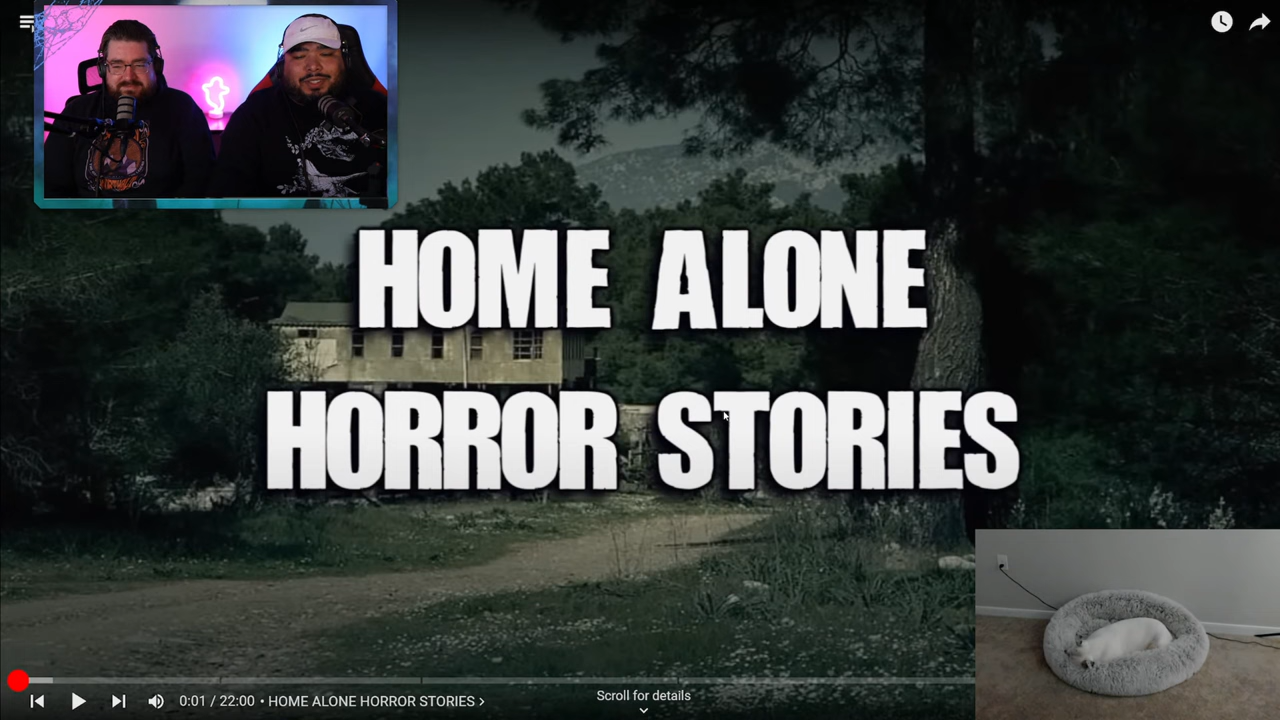 HOME ALONE
HORROR STORIES
0:01 / 22:00 • HOME ALONE HORROR STORIES
Scroll for details